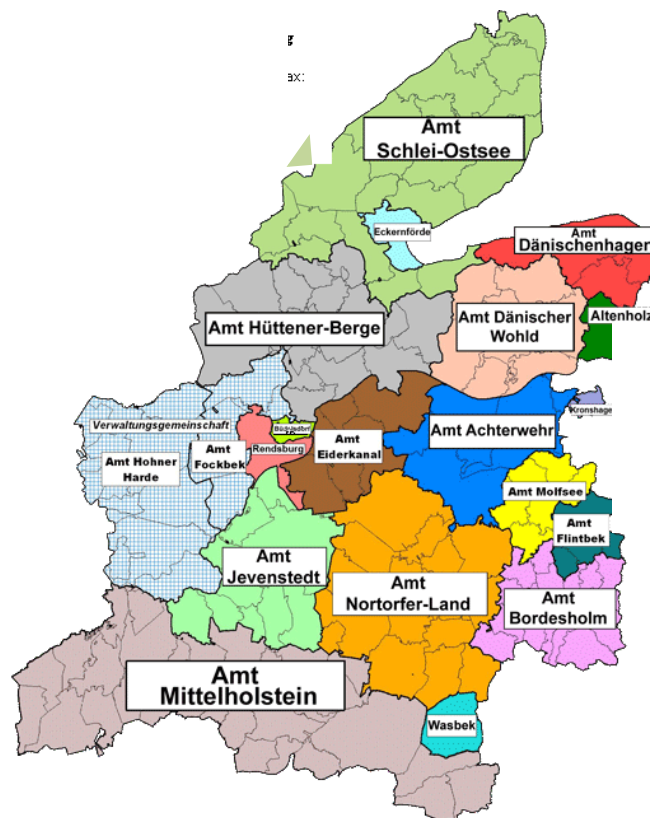 ax:
Amt
Schlei-Ostsee
Eckernförde
Amt
Dänischenhagen
Amt Hüttener-Berge
Amt Dänischer
Wohld
Altenholz
Kronshage
Verwaltungsgemeinschaft
Amt Hohner
Harde
Amt
Fockbek
Rendsburg
Amt
Eiderkanal
Amt Achterwehr
Amt Molfsee
Amt
Flintbek
Amt
Jevenstedt
Amt
Nortorfer-Land
Amt
Bordesholm
Amt
Mittelholstein
Wasbek